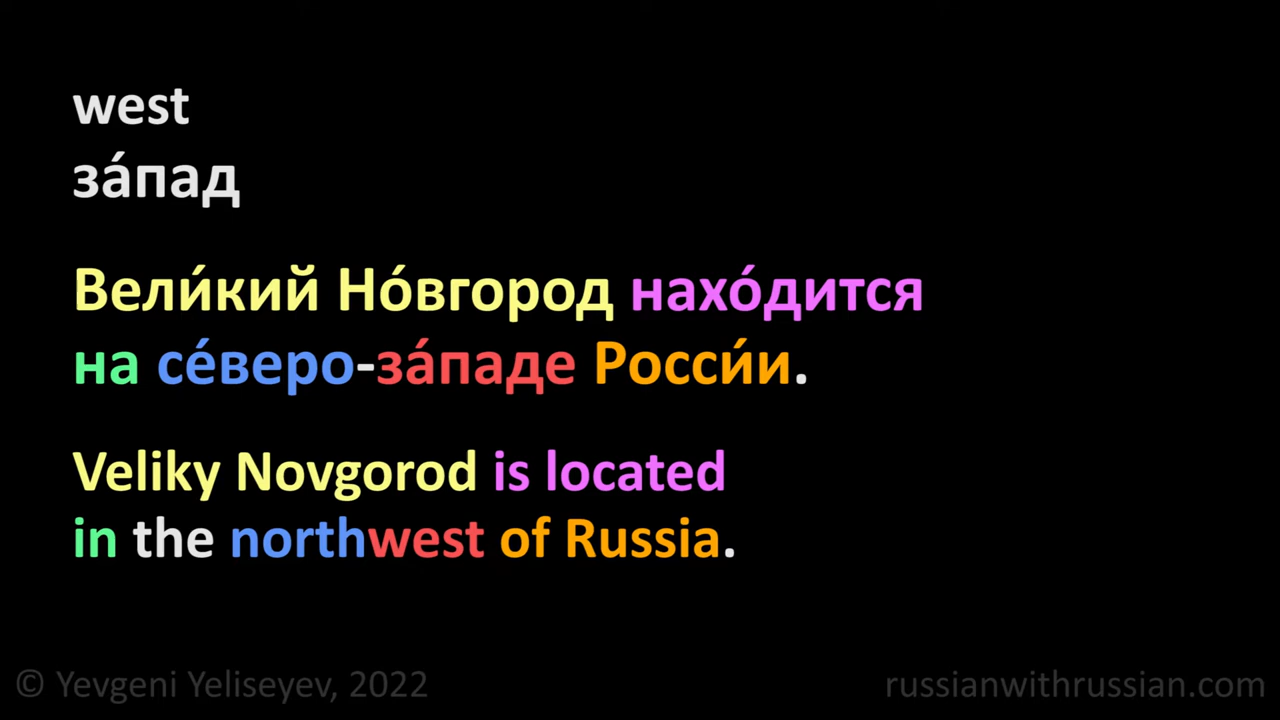 west
за́пад
Вели́кий Но́вгород нахо́дится
на се́веро-за́паде Росси́и.
Veliky Novgorod is located
in the northwest of Russia.
© Yevgeni Yeliseyev, 2022
russianwithrussian.com